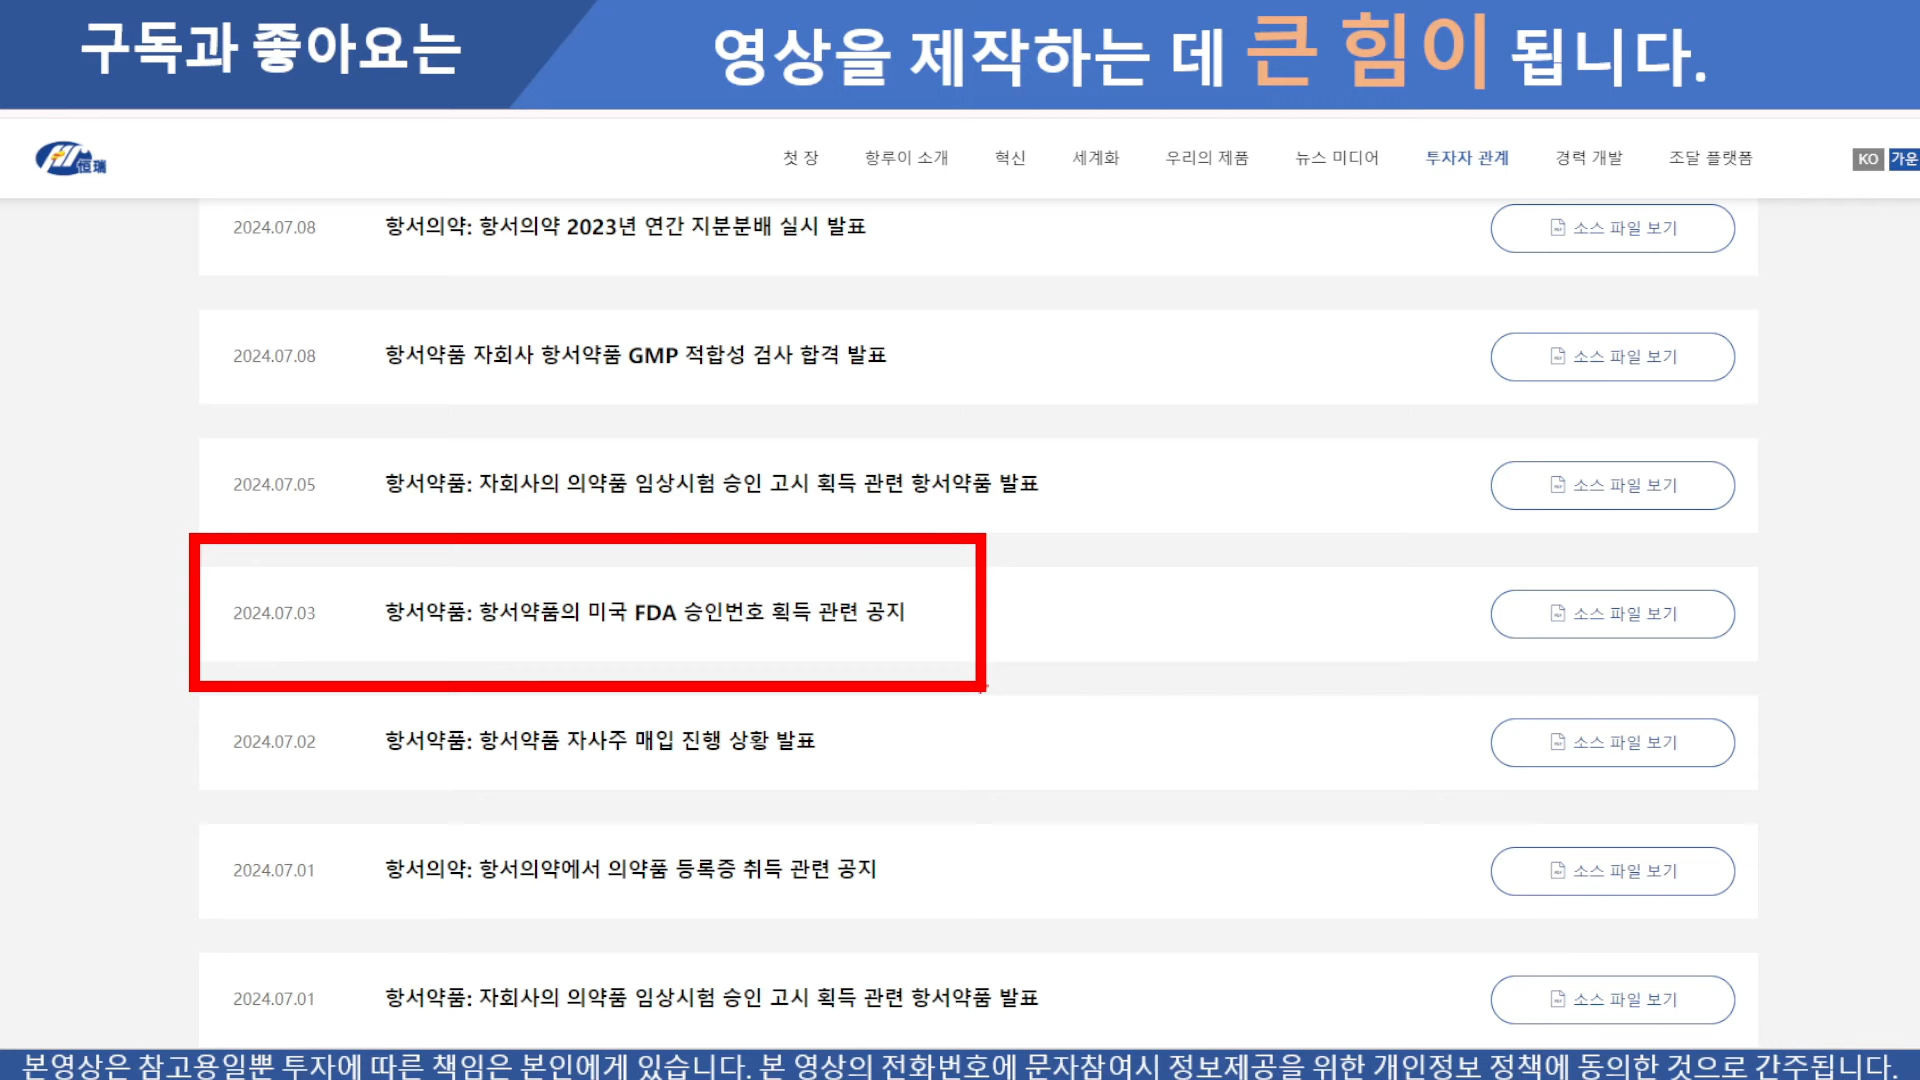 구독과 좋아요는
영상을 제작하는 데 큰 힘이 됩니다.
恒瑞
첫 장 항루이 소개 혁신 세계화 우리의 제품 뉴스 미디어 투자자 관계 경력 개발 조달 플랫폼 KO 가운
2024.07.08 항서의약: 항서의약 2023년 연간 지분분배 실시 발표 소스 파일 보기
2024.07.08 항서약품 자회사 항서약품 GMP 적합성 검사 합격 발표 소스 파일 보기
2024.07.05 항서약품: 자회사의 의약품 임상시험 승인 고시 획득 관련 항서약품 발표 소스 파일 보기
2024.07.03 항서약품: 항서약품의 미국 FDA 승인번호 획득 관련 공지 소스 파일 보기
2024.07.02 항서약품: 항서약품 자사주 매입 진행 상황 발표 소스 파일 보기
2024.07.01 항서의약: 항서의약에서 의약품 등록증 취득 관련 공지 소스 파일 보기
2024.07.01 항서약품: 자회사의 의약품 임상시험 승인 고시 획득 관련 항서약품 발표 소스 파일 보기
본영상은 참고용일뿐 투자에 따른 책임은 본인에게 있습니다. 본 영상의 전화번호에 문자참여시 정보제공을 위한 개인정보 정책에 동의한 것으로 간주됩니다.